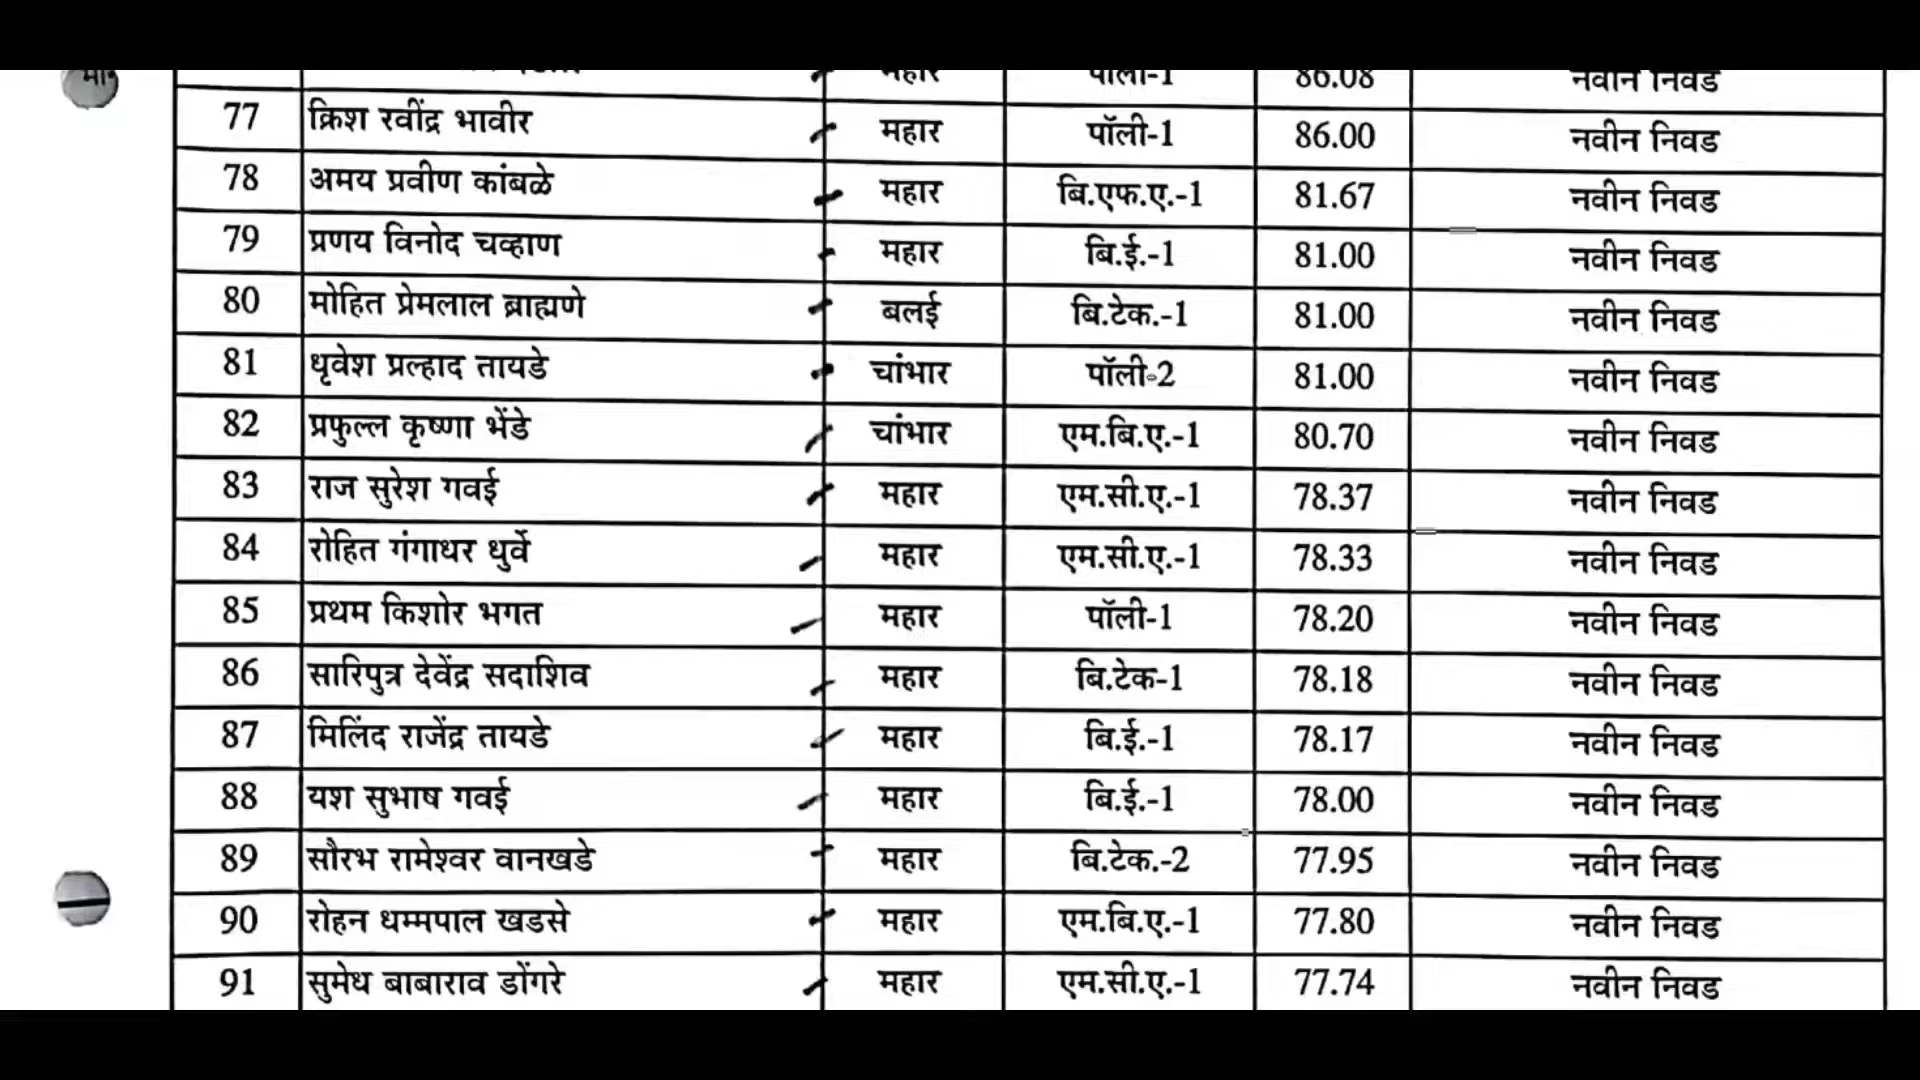 मा.
महार पॉली-1 86.08 नवीन निवड
77 क्रिश रवींद्र भावीर महार पॉली-1 86.00 नवीन निवड
78 अमय प्रवीण कांबळे महार बि.एफ.ए.-1 81.67 नवीन निवड
79 प्रणय विनोद चव्हाण महार बि.ई.-1 81.00 नवीन निवड
80 मोहित प्रेमलाल ब्राह्मणे बलई बि.टेक.-1 81.00 नवीन निवड
81 धृवेश प्रल्हाद तायडे चांभार पॉली-2 81.00 नवीन निवड
82 प्रफुल्ल कृष्णा भेंडे चांभार एम.बि.ए.-1 80.70 नवीन निवड
83 राज सुरेश गवई महार एम.सी.ए.-1 78.37 नवीन निवड
84 रोहित गंगाधर धुर्वे महार एम.सी.ए.-1 78.33 नवीन निवड
85 प्रथम किशोर भगत महार पॉली-1 78.20 नवीन निवड
86 सारिपुत्र देवेंद्र सदाशिव महार बि.टेक-1 78.18 नवीन निवड
87 मिलिंद राजेंद्र तायडे महार बि.ई.-1 78.17 नवीन निवड
88 यश सुभाष गवई महार बि.ई.-1 78.00 नवीन निवड
89 सौरभ रामेश्वर वानखडे महार बि.टेक.-2 77.95 नवीन निवड
90 रोहन धम्मपाल खडसे महार एम.बि.ए.-1 77.80 नवीन निवड
91 सुमेध बाबाराव डोंगरे महार एम.सी.ए.-1 77.74 नवीन निवड